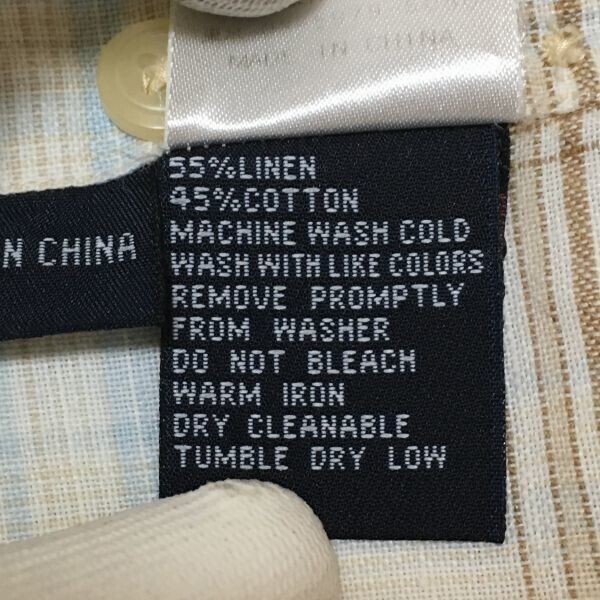 MADE IN CHINA
55%LINEN
45%COTTON
MACHINE WASH COLD
WASH WITH LIKE COLORS
REMOVE PROMPTLY
FROM WASHER
DO NOT BLEACH
WARM IRON
DRY CLEANABLE
TUMBLE DRY LOW
N CHINA